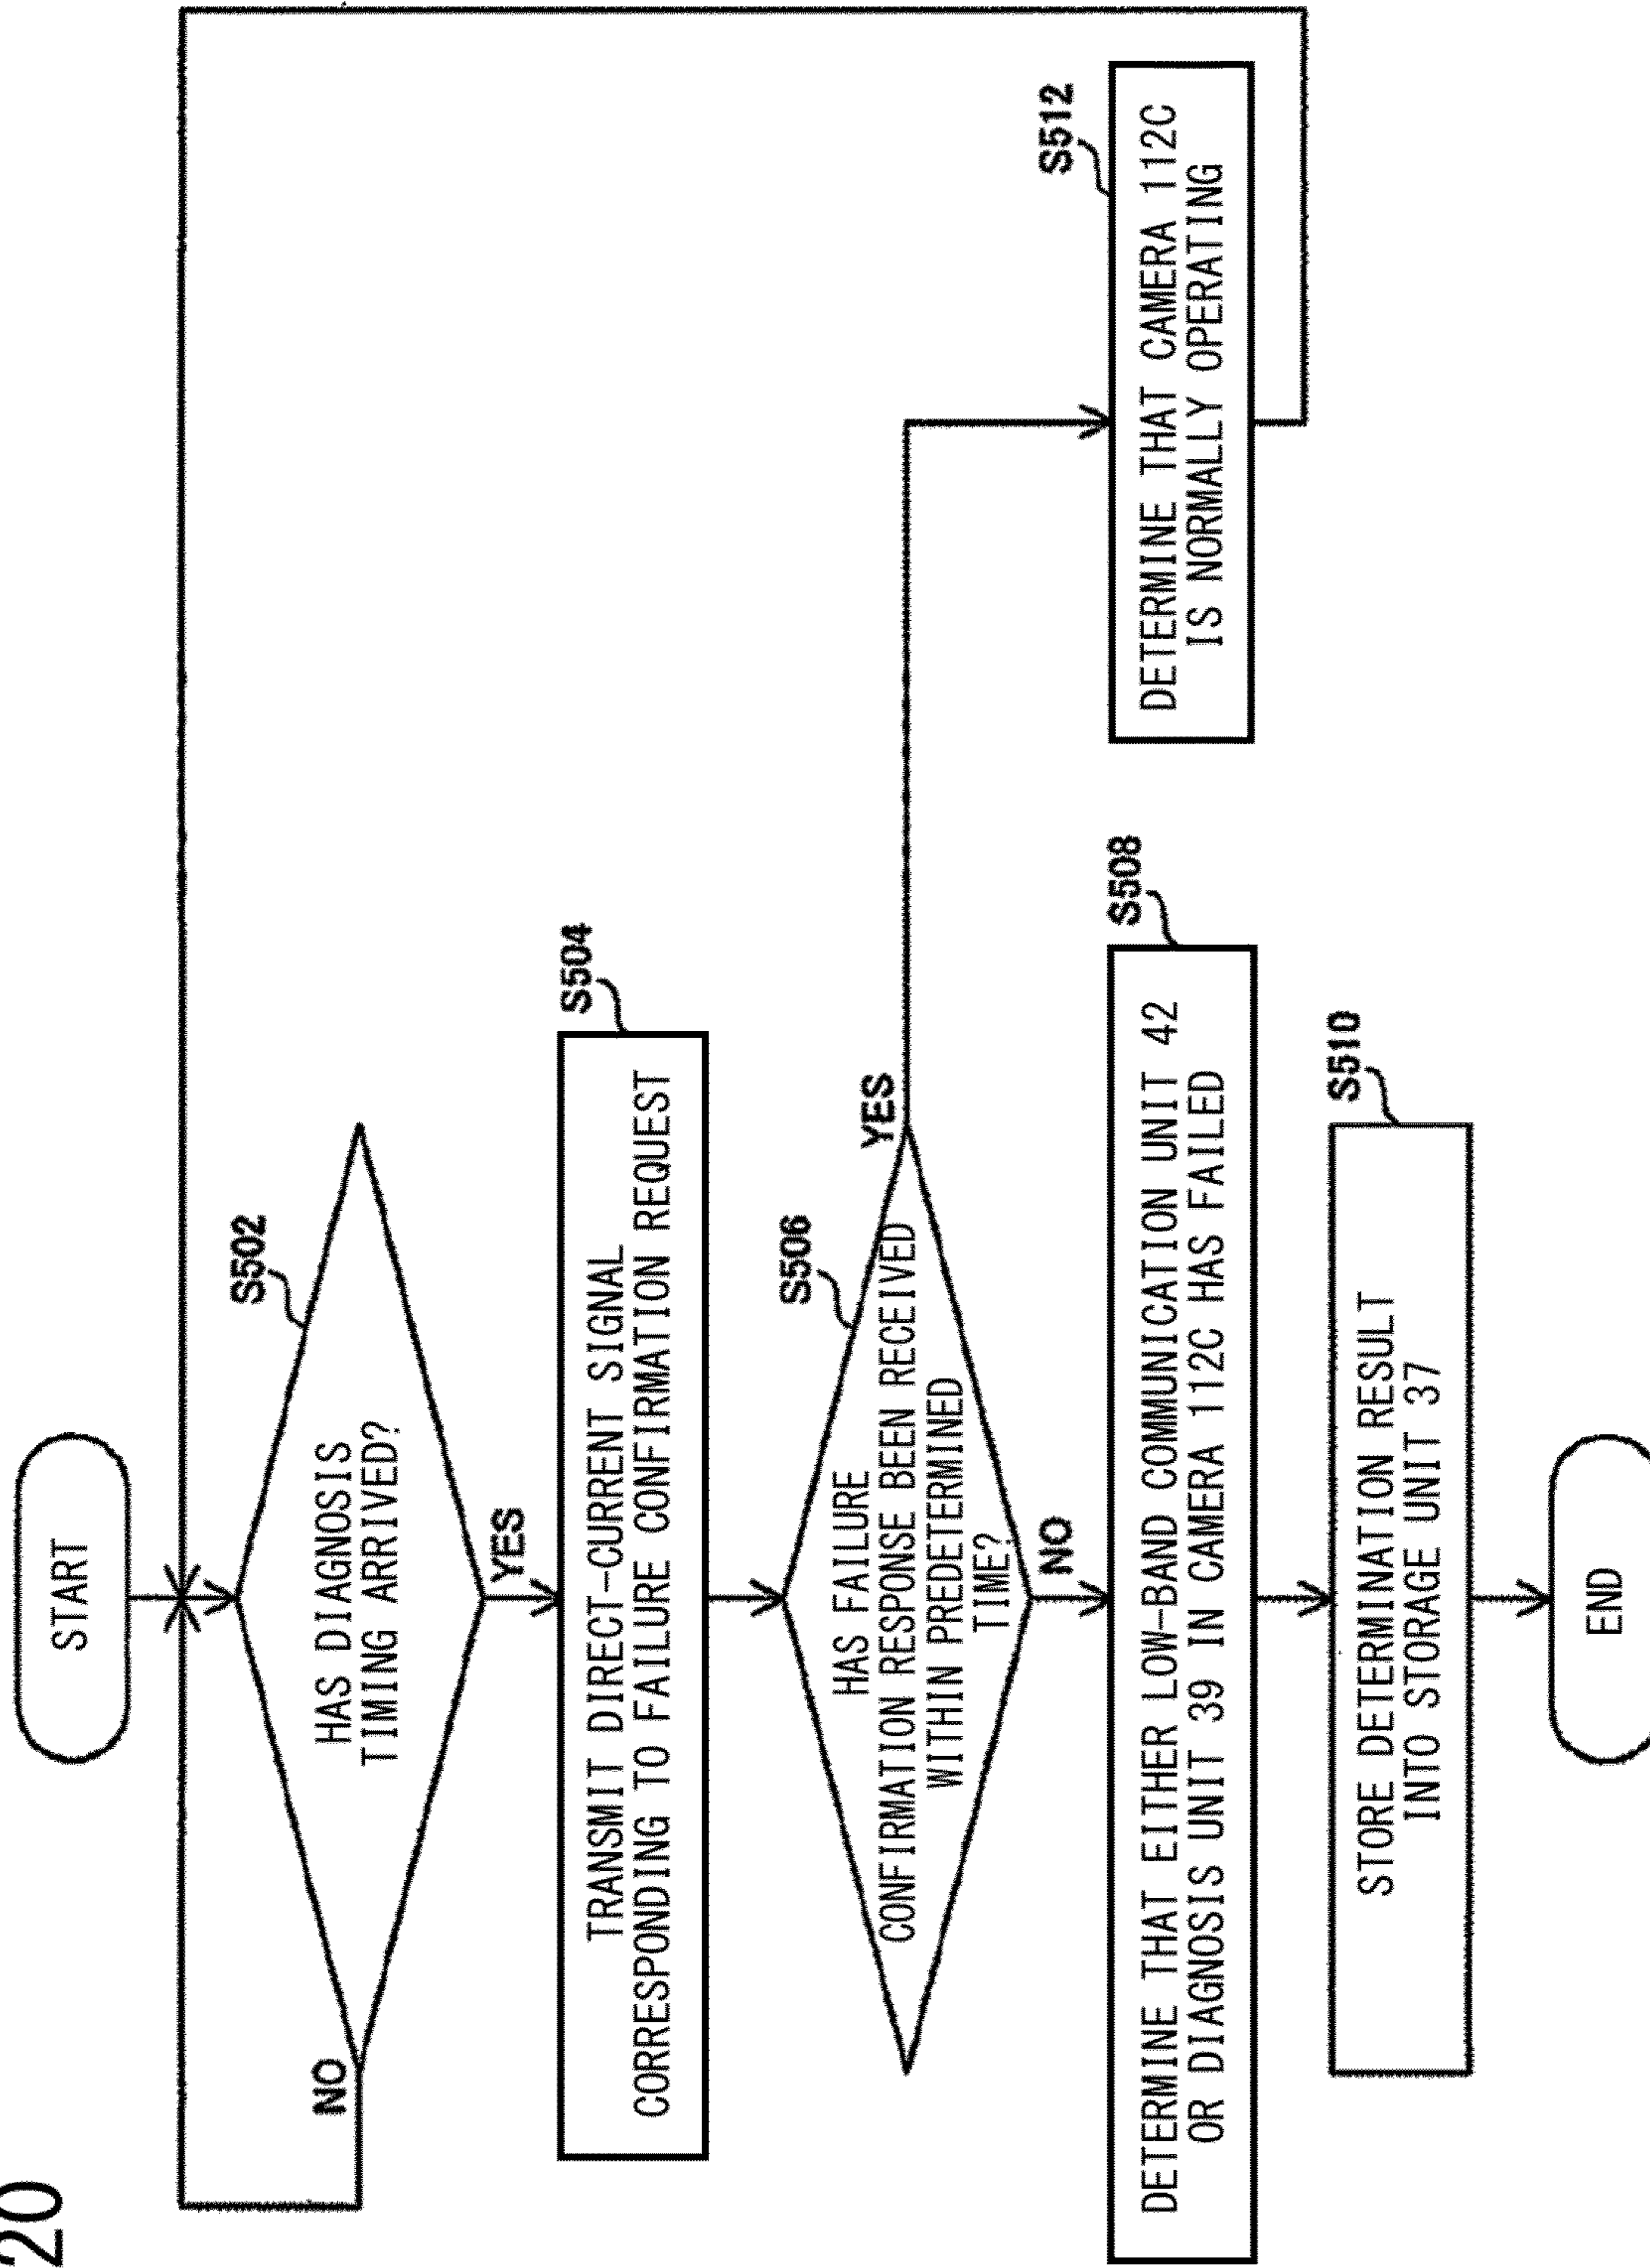 20
START
S502
HAS DIAGNOSIS
TIMING ARRIVED?
NO
YES
S504
TRANSMIT DIRECT-CURRENT SIGNAL
CORRESPONDING TO FAILURE CONFIRMATION REQUEST
S506
HAS FAILURE
CONFIRMATION RESPONSE BEEN RECEIVED
WITHIN PREDETERMINED
TIME?
YES
NO
S512
DETERMINE THAT CAMERA 112C
IS NORMALLY OPERATING
S508
DETERMINE THAT EITHER LOW-BAND COMMUNICATION UNIT 42
OR DIAGNOSIS UNIT 39 IN CAMERA 112C HAS FAILED
S510
STORE DETERMINATION RESULT
INTO STORAGE UNIT 37
END